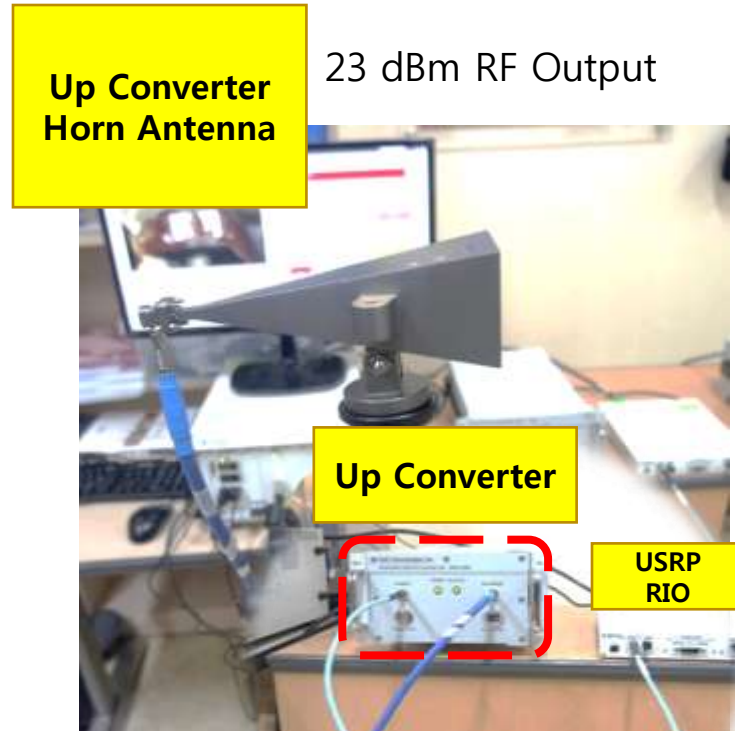 Up Converter
Horn Antenna
23 dBm RF Output
Up Converter
USRP
RIO